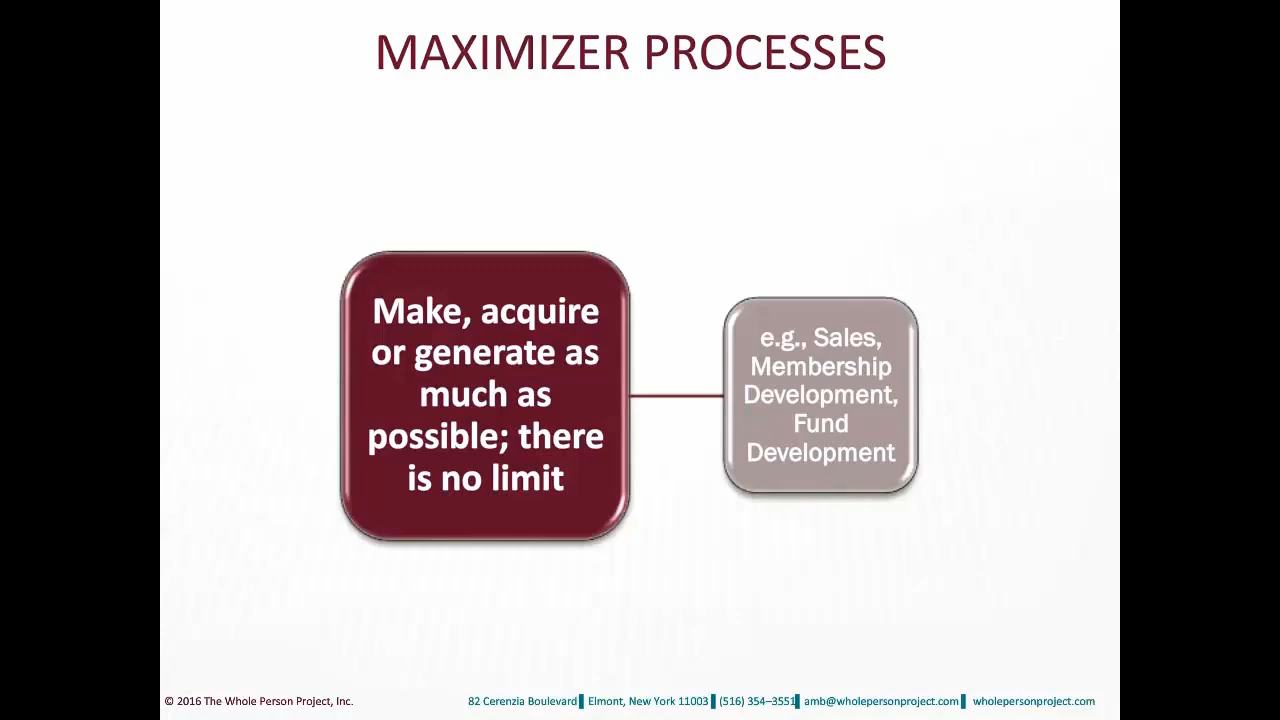 MAXIMIZER PROCESSES
Make, acquire
or generate as
much as
possible; there
is no limit
e.g., Sales,
Membership
Development,
Fund
Development
© 2016 The Whole Person Project, Inc.
82 Cerenzia Boulevard ▌ Elmont, New York 11003 ▌ (516) 354–3551 ▌ amb@wholepersonproject.com ▌ wholepersonproject.com